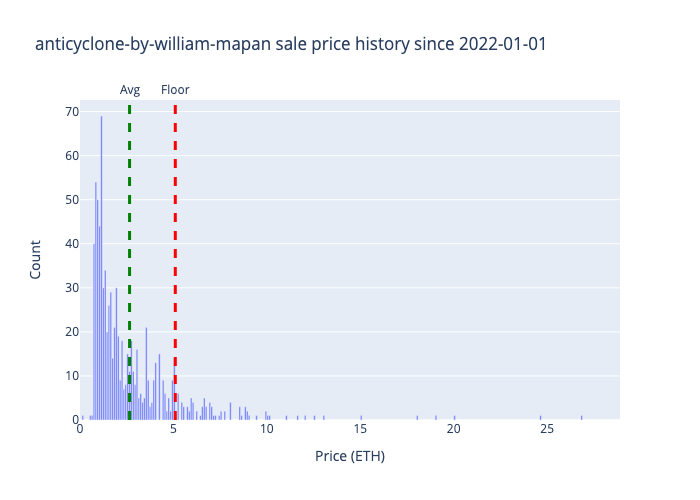 anticyclone-by-william-mapan sale price history since 2022-01-01
Avg
Floor
70
60
50
40
30
20
10
0
0
5
10
15
20
25
Count
Price (ETH)